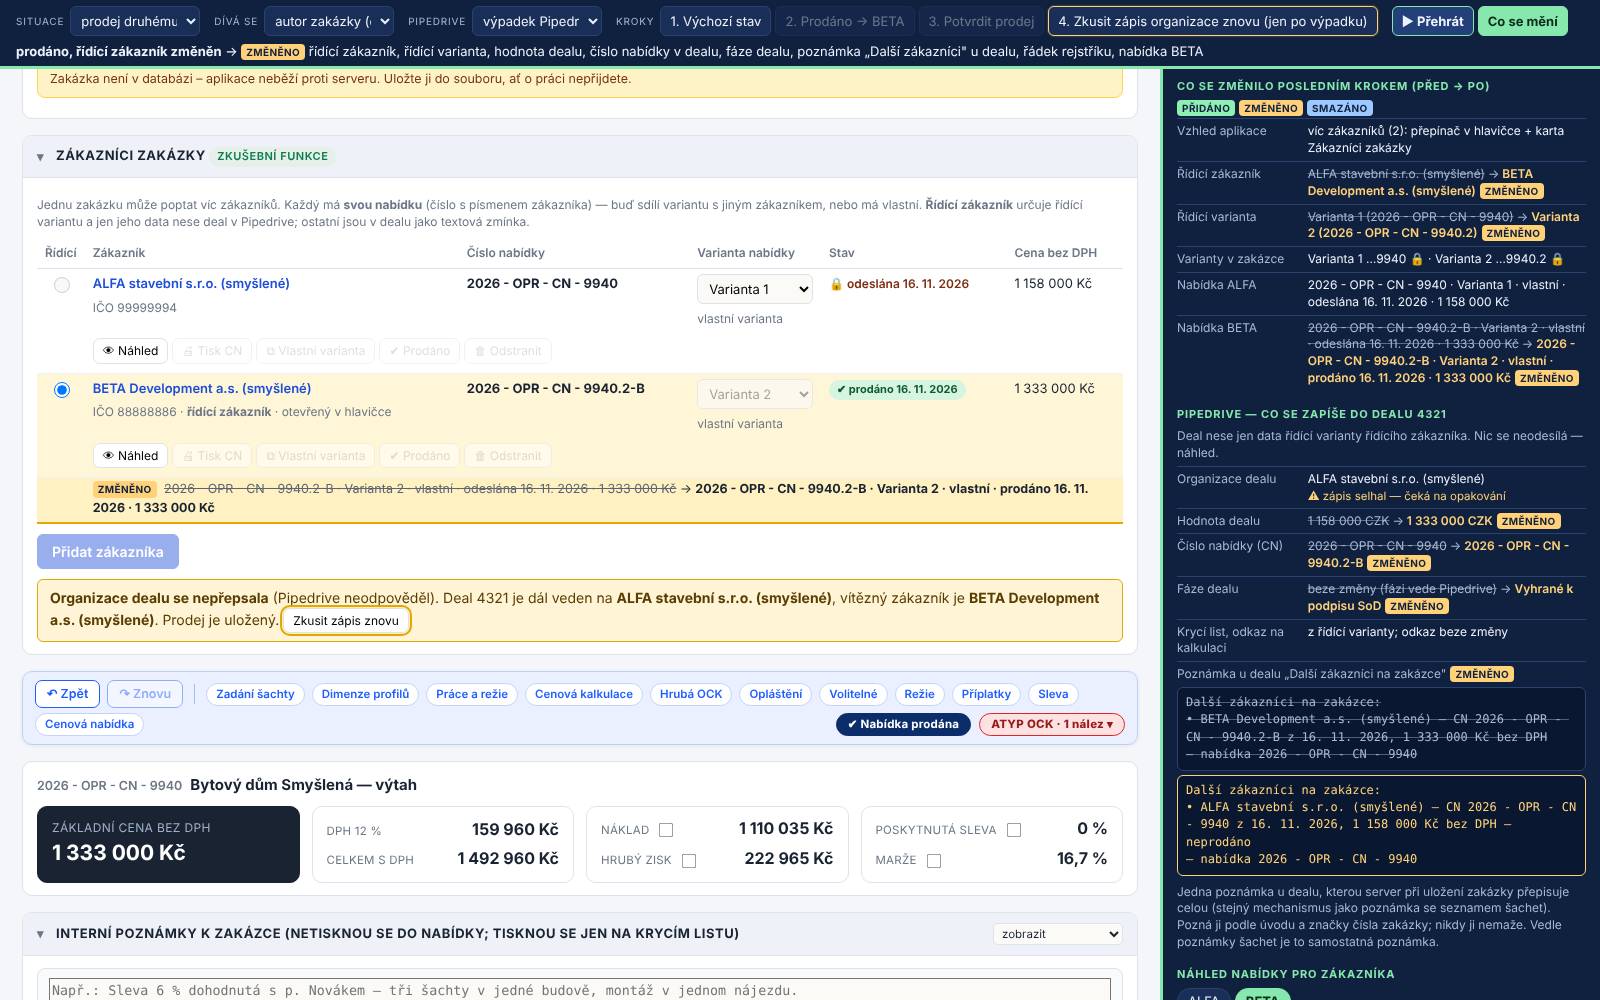 SITUACE prodej druhému DÍVÁ SE autor zakázky ( PIPEDRIVE výpadek Pipedr KROKY 1. Výchozí stav 2. Prodáno → BETA 3. Potvrdit prodej 4. Zkusit zápis organizace znovu (jen po výpadku) ▶ Přehrát Co se mění
prodáno, řídící zákazník změněn → ZMĚNĚNO řídící zákazník, řídící varianta, hodnota dealu, číslo nabídky v dealu, fáze dealu, poznámka „Další zákazníci" u dealu, řádek rejstříku, nabídka BETA
Zakázka není v databázi – aplikace neběží proti serveru. Uložte ji do souboru, ať o práci nepřijdete.
▼ ZÁKAZNÍCI ZAKÁZKY ZKUŠEBNÍ FUNKCE
Jednu zakázku může poptat víc zákazníků. Každý má svou nabídku (číslo s písmenem zákazníka) — buď sdílí variantu s jiným zákazníkem, nebo má vlastní. Řídící zákazník určuje řídící
variantu a jen jeho data nese deal v Pipedrive; ostatní jsou v dealu jako textová zmínka.
Řídící Zákazník Číslo nabídky Varianta nabídky Stav Cena bez DPH
ALFA stavební s.r.o. (smyšlené) 2026 - OPR - CN - 9940 Varianta 1 🔒 odeslána 16. 11. 2026 1 158 000 Kč
IČO 99999994 vlastní varianta
👁 Náhled 🖨 Tisk CN ⧉ Vlastní varianta ✔ Prodáno 🗑 Odstranit
BETA Development a.s. (smyšlené) 2026 - OPR - CN - 9940.2-B Varianta 2 ✔ prodáno 16. 11. 2026 1 333 000 Kč
IČO 88888886 · řídící zákazník · otevřený v hlavičce vlastní varianta
👁 Náhled 🖨 Tisk CN ⧉ Vlastní varianta ✔ Prodáno 🗑 Odstranit
ZMĚNĚNO 2026 - OPR - CN - 9940.2-B · Varianta 2 · vlastní · odeslána 16. 11. 2026 · 1 333 000 Kč → 2026 - OPR - CN - 9940.2-B · Varianta 2 · vlastní · prodáno 16. 11.
2026 · 1 333 000 Kč
Přidat zákazníka
Organizace dealu se nepřepsala (Pipedrive neodpověděl). Deal 4321 je dál veden na ALFA stavební s.r.o. (smyšlené), vítězný zákazník je BETA Development
a.s. (smyšlené). Prodej je uložený. Zkusit zápis znovu
↶ Zpět ↷ Znovu Zadání šachty Dimenze profilů Práce a režie Cenová kalkulace Hrubá OCK Opláštění Volitelné Režie Příplatky Sleva
Cenová nabídka ✔ Nabídka prodána ATYP OCK · 1 nález ▾
2026 - OPR - CN - 9940 Bytový dům Smyšlená — výtah
ZÁKLADNÍ CENA BEZ DPH
1 333 000 Kč
DPH 12 % 159 960 Kč
CELKEM S DPH 1 492 960 Kč
NÁKLAD 1 110 035 Kč
HRUBÝ ZISK 222 965 Kč
POSKYTNUTÁ SLEVA 0 %
MARŽE 16,7 %
▼ INTERNÍ POZNÁMKY K ZAKÁZCE (NETISKNOU SE DO NABÍDKY; TISKNOU SE JEN NA KRYCÍM LISTU) zobrazit
Např.: Sleva 6 % dohodnutá s p. Novákem — tři šachty v jedné budově, montáž v jednom nájezdu.
CO SE ZMĚNILO POSLEDNÍM KROKEM (PŘED → PO)
PŘIDÁNO ZMĚNĚNO SMAZÁNO
Vzhled aplikace víc zákazníků (2): přepínač v hlavičce + karta
Zákazníci zakázky
Řídící zákazník ALFA stavební s.r.o. (smyšlené) → BETA
Development a.s. (smyšlené) ZMĚNĚNO
Řídící varianta Varianta 1 (2026 - OPR - CN - 9940) → Varianta
2 (2026 - OPR - CN - 9940.2) ZMĚNĚNO
Varianty v zakázce Varianta 1 …9940 🔒 · Varianta 2 …9940.2 🔒
Nabídka ALFA 2026 - OPR - CN - 9940 · Varianta 1 · vlastní ·
odeslána 16. 11. 2026 · 1 158 000 Kč
Nabídka BETA 2026 - OPR - CN - 9940.2-B · Varianta 2 · vlastní
· odeslána 16. 11. 2026 · 1 333 000 Kč → 2026 -
OPR - CN - 9940.2-B · Varianta 2 · vlastní ·
prodáno 16. 11. 2026 · 1 333 000 Kč ZMĚNĚNO
PIPEDRIVE — CO SE ZAPÍŠE DO DEALU 4321
Deal nese jen data řídící varianty řídícího zákazníka. Nic se neodesílá —
náhled.
Organizace dealu ALFA stavební s.r.o. (smyšlené)
⚠ zápis selhal — čeká na opakování
Hodnota dealu 1 158 000 CZK → 1 333 000 CZK ZMĚNĚNO
Číslo nabídky (CN) 2026 - OPR - CN - 9940 → 2026 - OPR - CN -
9940.2-B ZMĚNĚNO
Fáze dealu beze změny (fázi vede Pipedrive) → Vyhrané k
podpisu SoD ZMĚNĚNO
Krycí list, odkaz na z řídící varianty; odkaz beze změny
kalkulaci
Poznámka u dealu „Další zákazníci na zakázce" ZMĚNĚNO
Další zákazníci na zakázce:
• BETA Development a.s. (smyšlené) — CN 2026 - OPR -
CN - 9940.2-B z 16. 11. 2026, 1 333 000 Kč bez DPH
— nabídka 2026 - OPR - CN - 9940
Další zákazníci na zakázce:
• ALFA stavební s.r.o. (smyšlené) — CN 2026 - OPR - CN
- 9940 z 16. 11. 2026, 1 158 000 Kč bez DPH —
neprodáno
— nabídka 2026 - OPR - CN - 9940
Jedna poznámka u dealu, kterou server při uložení zakázky přepisuje
celou (stejný mechanismus jako poznámka se seznamem šachet).
Pozná ji podle úvodu a značky čísla zakázky; nikdy ji nemaže. Vedle
poznámky šachet je to samostatná poznámka.
NÁHLED NABÍDKY PRO ZÁKAZNÍKA
ALFA BETA